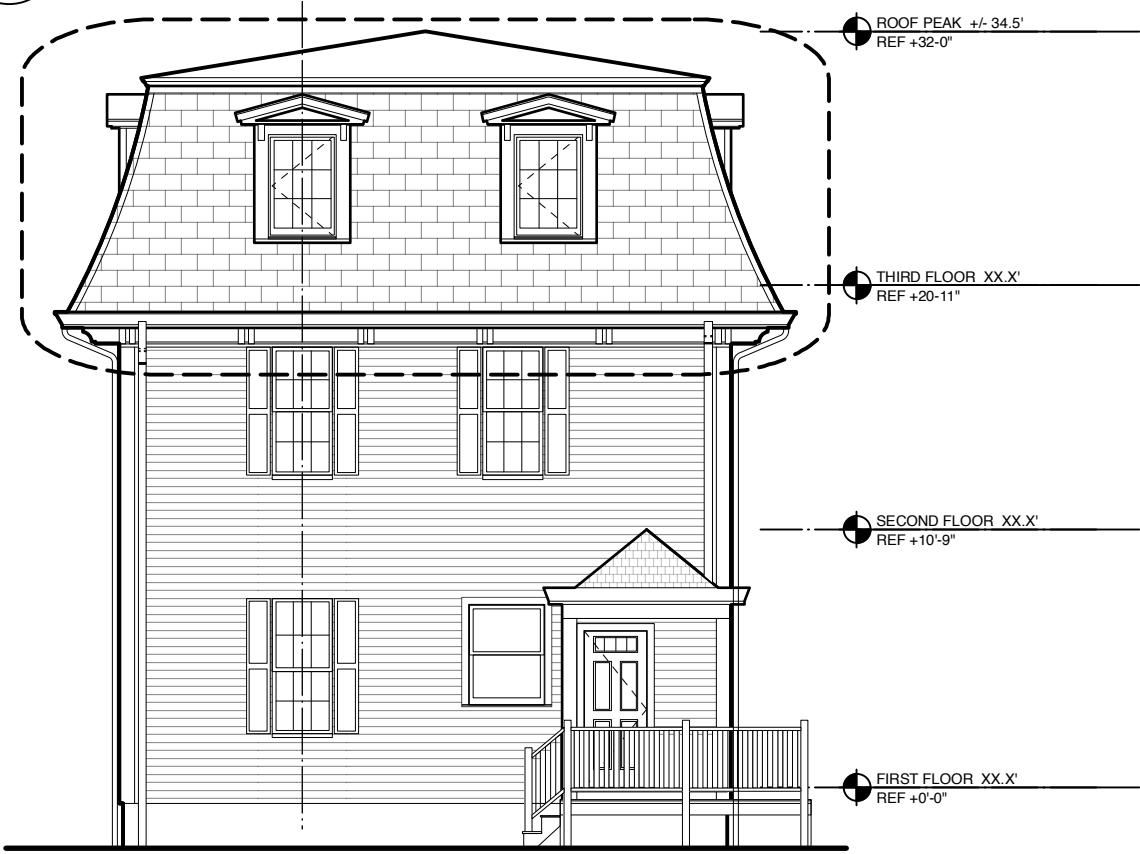 ROOF PEAK +/- 34.5'
REF +32-0"
THIRD FLOOR XX.X'
REF +20-11"
SECOND FLOOR XX.X'
REF +10'-9"
FIRST FLOOR XX.X'
REF +0'-0"